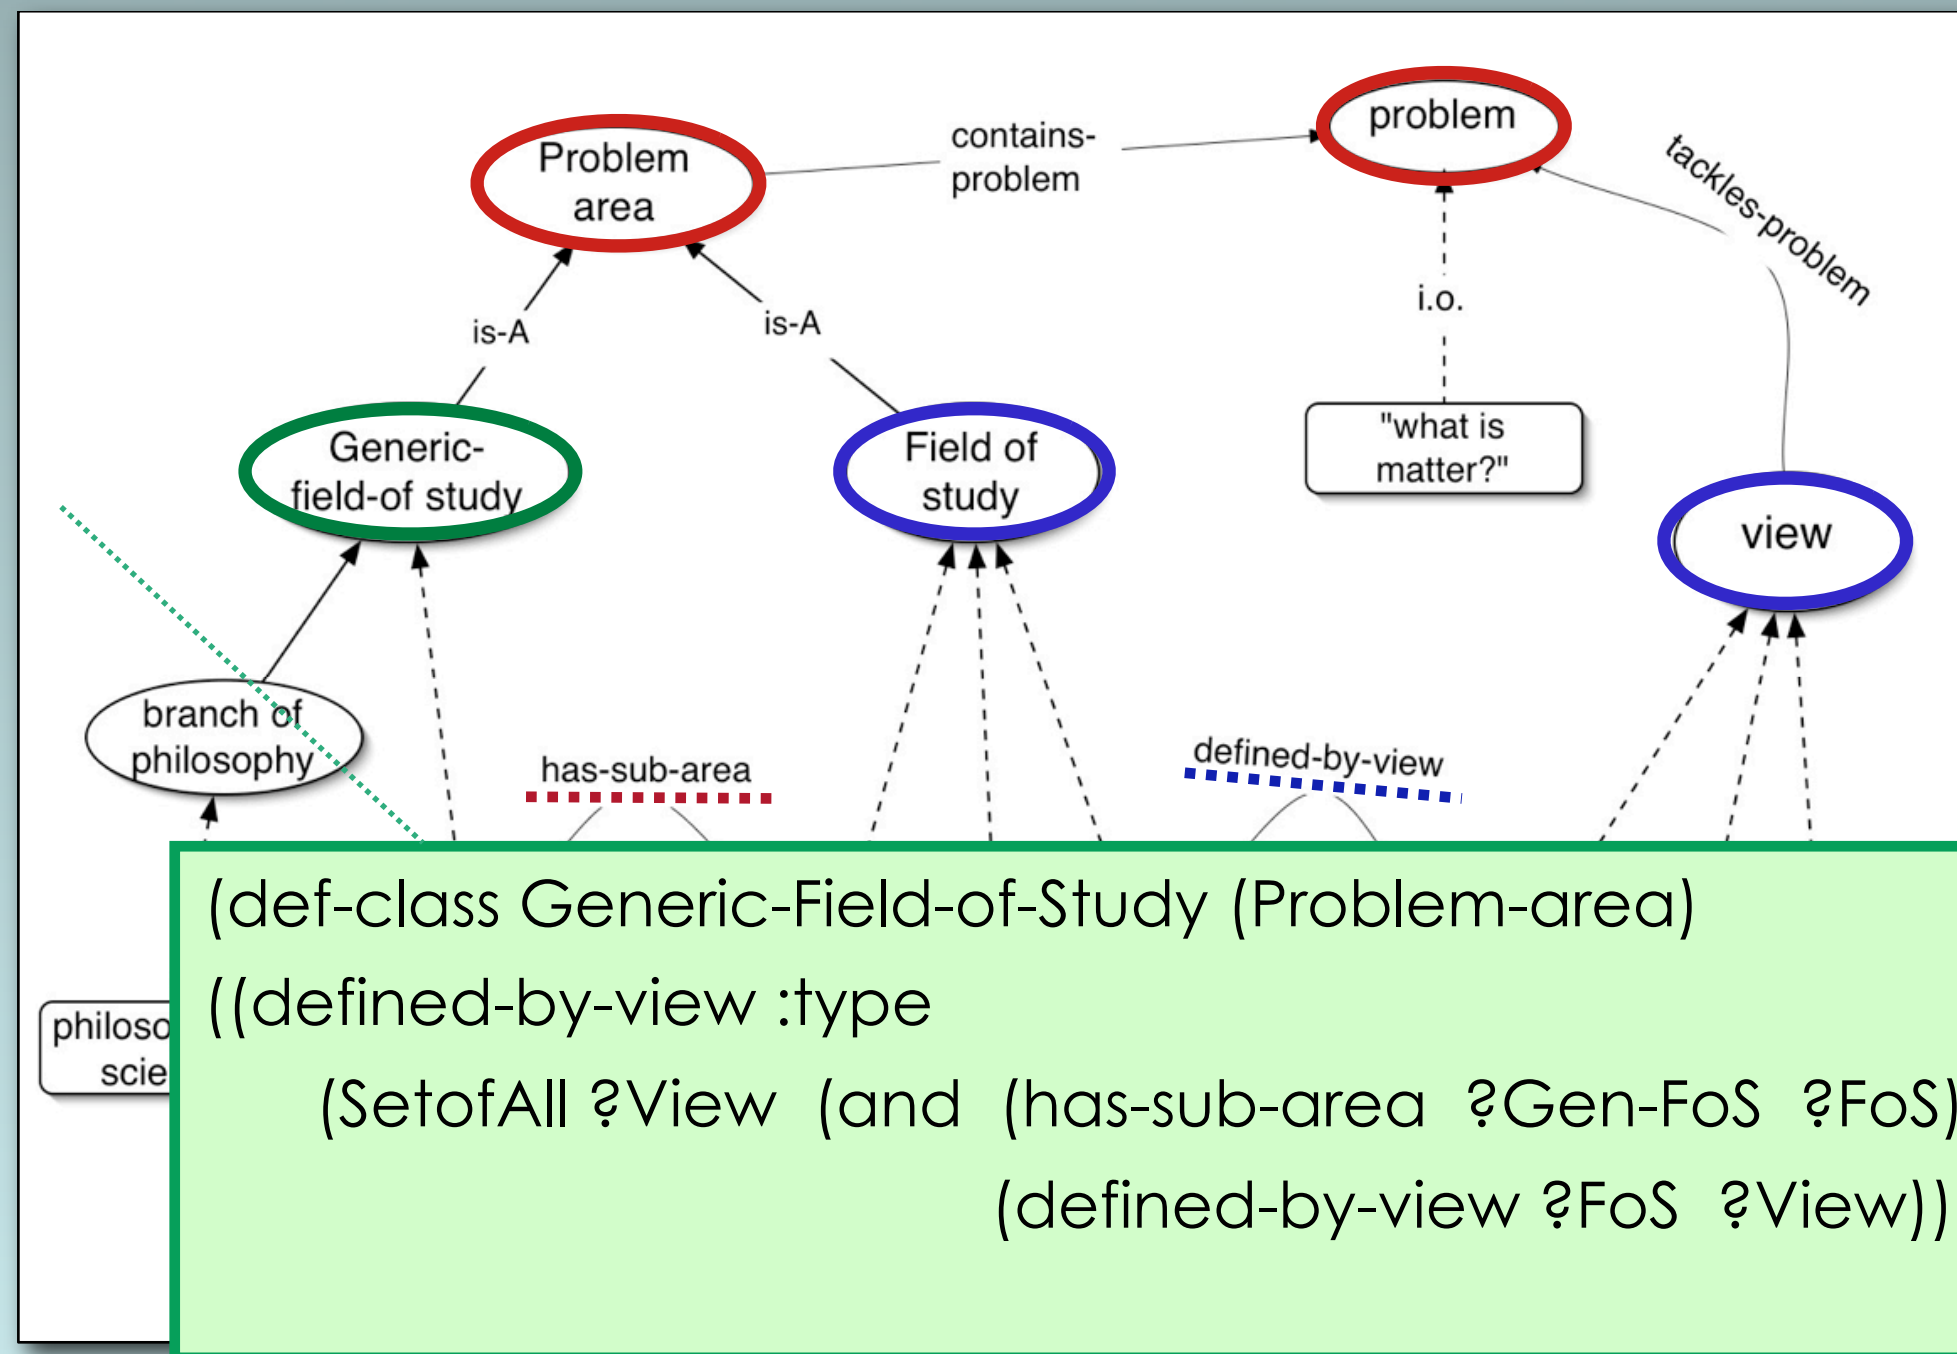 problem
contains-
problem
Problem
area
tackles-problem
i.o.
is-A
is-A
"what is
matter?"
Generic-
field-of study
Field of
study
view
branch of
philosophy
has-sub-area
defined-by-view
(def-class Generic-Field-of-Study (Problem-area)
((defined-by-view :type
(SetofAll ?View (and (has-sub-area ?Gen-FoS ?FoS)
(defined-by-view ?FoS ?View))
philoso
scie